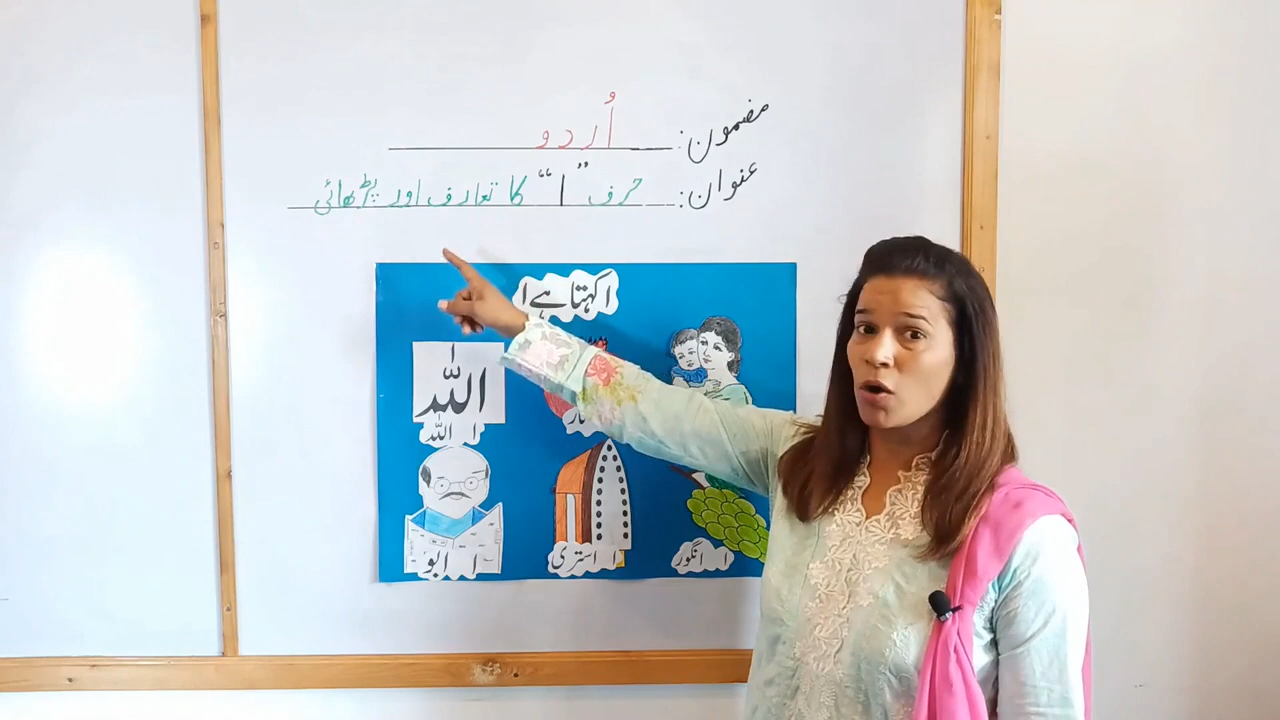 مضمون: اُردو
عنوان: حرف "ا" کا تعارف اور پڑھائی
ا کہتا ہے ا
اللہ
ا اللہ
ا ابو
ا استری
ا انگور